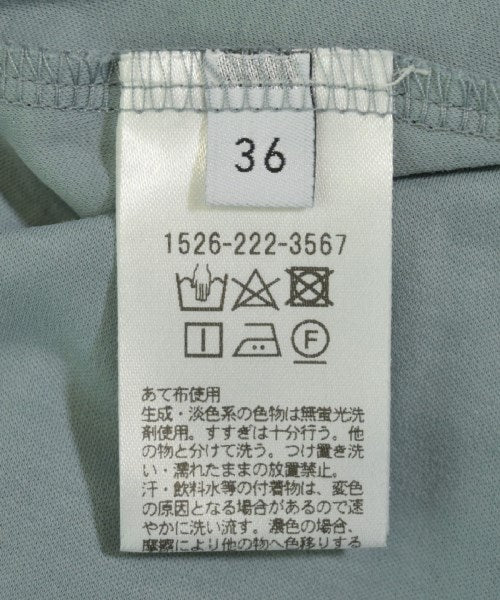 36
1526-222-3567
F
あて布使用
生成・淡色系の色物は無蛍光洗
剤使用。すすぎは十分行う。他
の物と分けて洗う。つけ置き洗
い・濡れたままの放置禁止。
汗・飲料水等の付着物は、変色
の原因となる場合があるので速
やかに洗い流す。濃色の場合、
摩擦により他の物へ色移りする